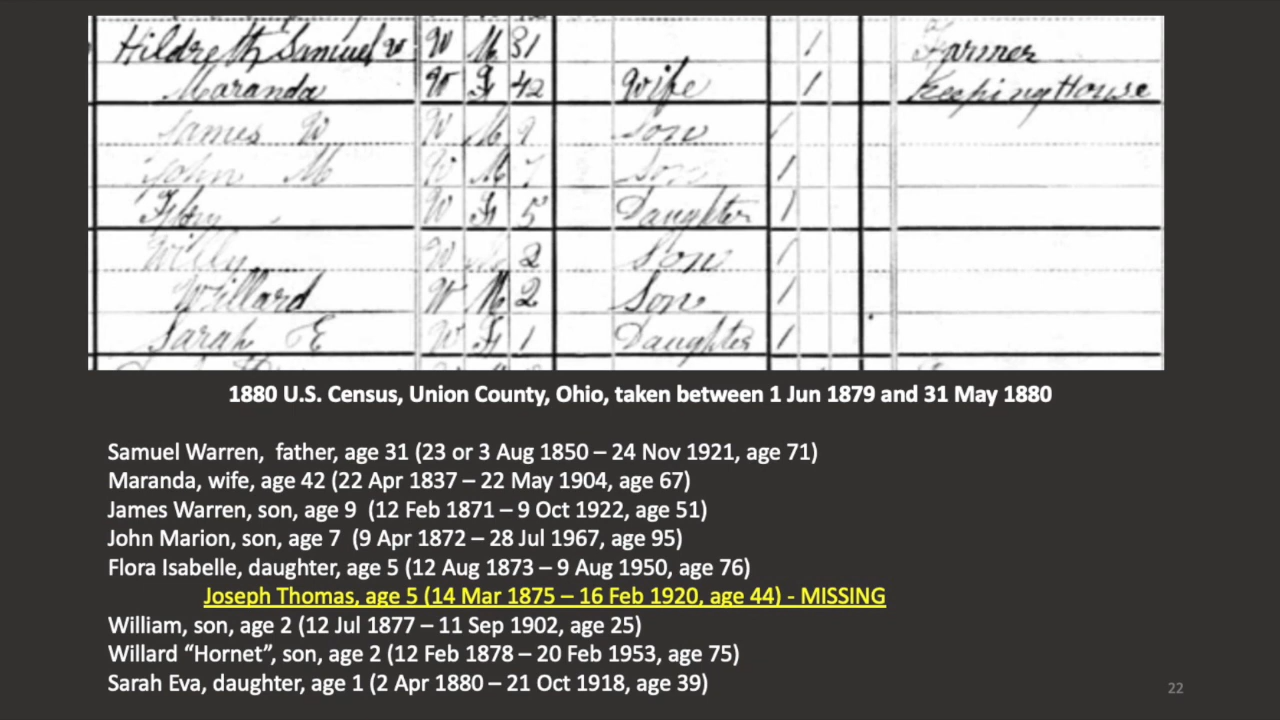 Hildreth Samuel W W M 31 1 Farmer
Maranda W F 42 Wife 1 Keeping House
James W W M 9 Son 1
John M W M 7 Son 1
W F 5 Daughter 1
Willy W M 2 Son 1
Willard W M 2 Son 1
Sarah E W F 1 Daughter 1
1880 U.S. Census, Union County, Ohio, taken between 1 Jun 1879 and 31 May 1880
Samuel Warren, father, age 31 (23 or 3 Aug 1850 – 24 Nov 1921, age 71)
Maranda, wife, age 42 (22 Apr 1837 – 22 May 1904, age 67)
James Warren, son, age 9 (12 Feb 1871 – 9 Oct 1922, age 51)
John Marion, son, age 7 (9 Apr 1872 – 28 Jul 1967, age 95)
Flora Isabelle, daughter, age 5 (12 Aug 1873 – 9 Aug 1950, age 76)
Joseph Thomas, age 5 (14 Mar 1875 – 16 Feb 1920, age 44) - MISSING
William, son, age 2 (12 Jul 1877 – 11 Sep 1902, age 25)
Willard “Hornet”, son, age 2 (12 Feb 1878 – 20 Feb 1953, age 75)
Sarah Eva, daughter, age 1 (2 Apr 1880 – 21 Oct 1918, age 39)
22